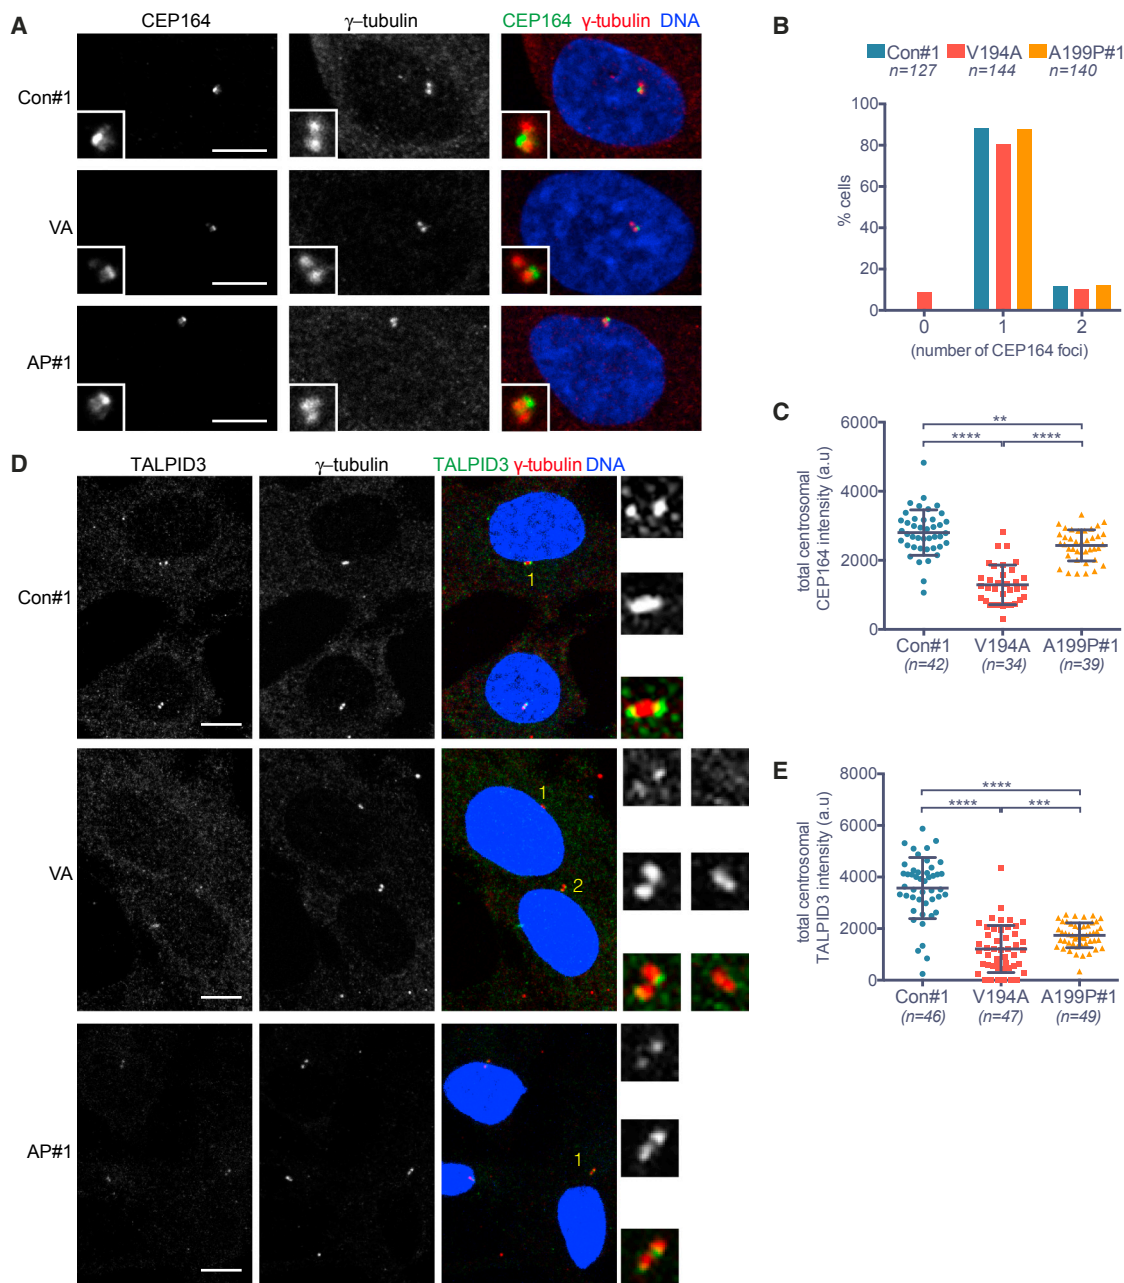 A
CEP164
γ–tubulin
CEP164 γ-tubulin DNA
Con#1
VA
AP#1
B
Con#1 V194A A199P#1
n=127 n=144 n=140
% cells
100
80
60
40
20
0
0 1 2
(number of CEP164 foci)
C
total centrosomal
CEP164 intensity (a.u)
6000
4000
2000
0
**
**** ****
Con#1 V194A A199P#1
(n=42) (n=34) (n=39)
D
TALPID3
γ–tubulin
TALPID3 γ-tubulin DNA
Con#1
1
VA
1
2
AP#1
1
E
total centrosomal
TALPID3 intensity (a.u)
8000
6000
4000
2000
0
****
**** ***
Con#1 V194A A199P#1
(n=46) (n=47) (n=49)